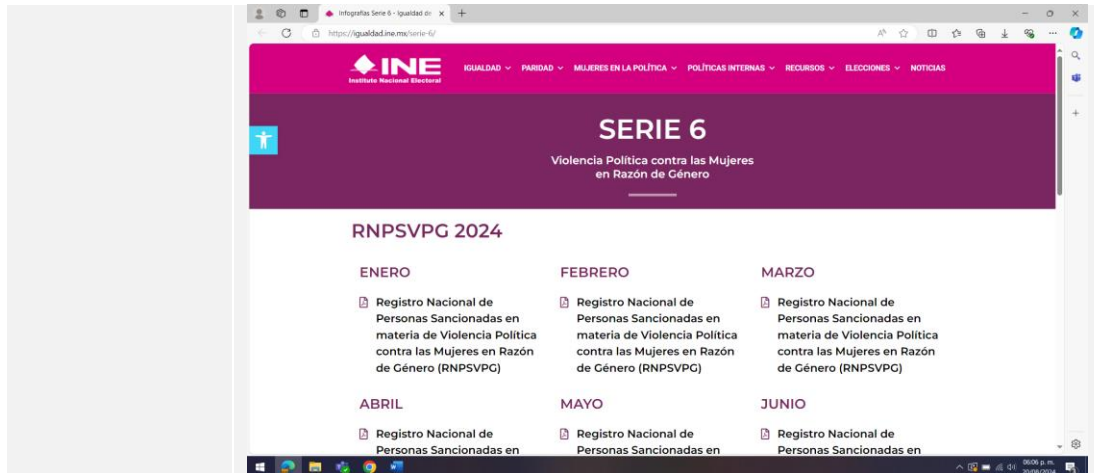 Infografías Serie 6 - Igualdad de
https://igualdad.ine.mx/serie-6/
INE
Instituto Nacional Electoral
IGUALDAD PARIDAD MUJERES EN LA POLÍTICA POLÍTICAS INTERNAS RECURSOS ELECCIONES NOTICIAS
SERIE 6
Violencia Política contra las Mujeres
en Razón de Género
RNPSVPG 2024
ENERO
Registro Nacional de
Personas Sancionadas en
materia de Violencia Política
contra las Mujeres en Razón
de Género (RNPSVPG)
FEBRERO
Registro Nacional de
Personas Sancionadas en
materia de Violencia Política
contra las Mujeres en Razón
de Género (RNPSVPG)
MARZO
Registro Nacional de
Personas Sancionadas en
materia de Violencia Política
contra las Mujeres en Razón
de Género (RNPSVPG)
ABRIL
Registro Nacional de
Personas Sancionadas en
MAYO
Registro Nacional de
Personas Sancionadas en
JUNIO
Registro Nacional de
Personas Sancionadas en
06:06 p. m.
20/08/2024